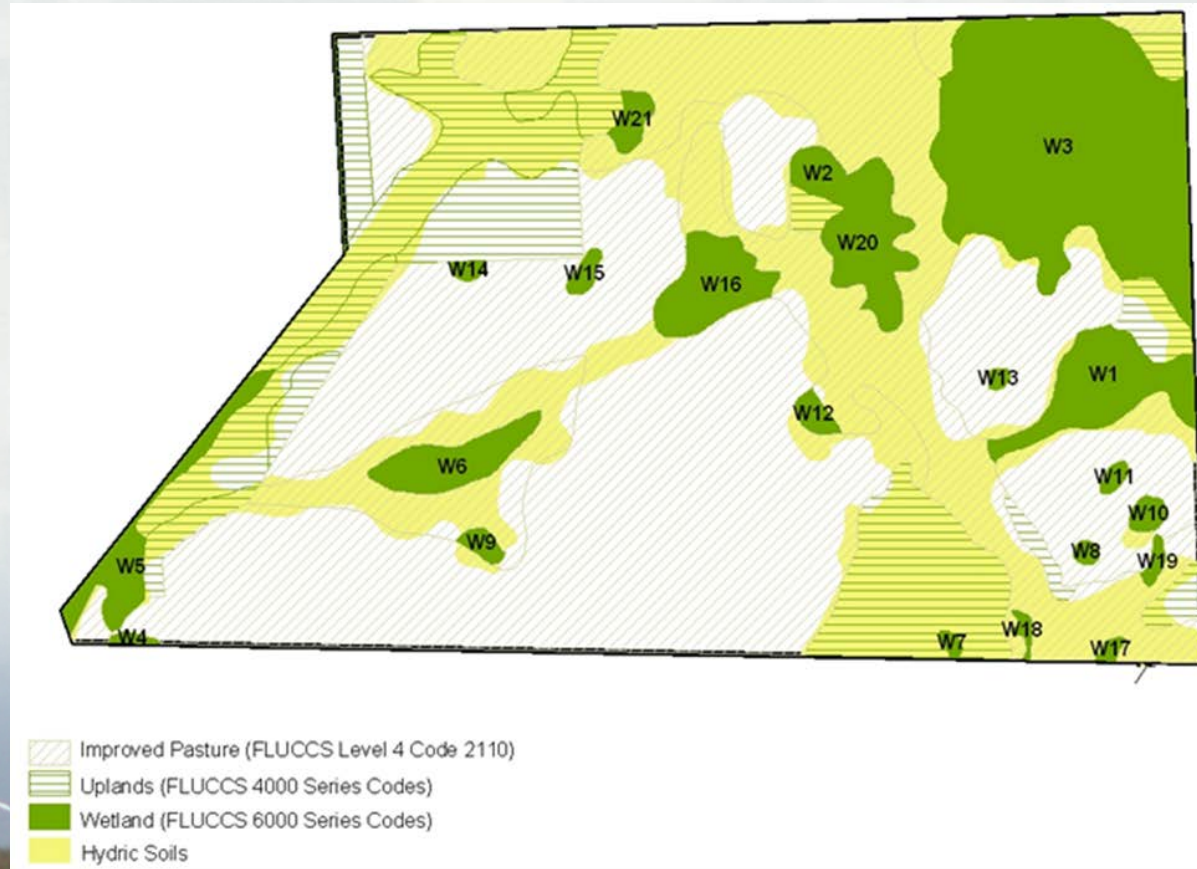 W21
W3
W2
W20
W14
W15
W16
W13
W1
W12
W6
W11
W10
W9
W8
W19
W5
W18
W4
W7
W17
Improved Pasture (FLUCCS Level 4 Code 2110)
Uplands (FLUCCS 4000 Series Codes)
Wetland (FLUCCS 6000 Series Codes)
Hydric Soils